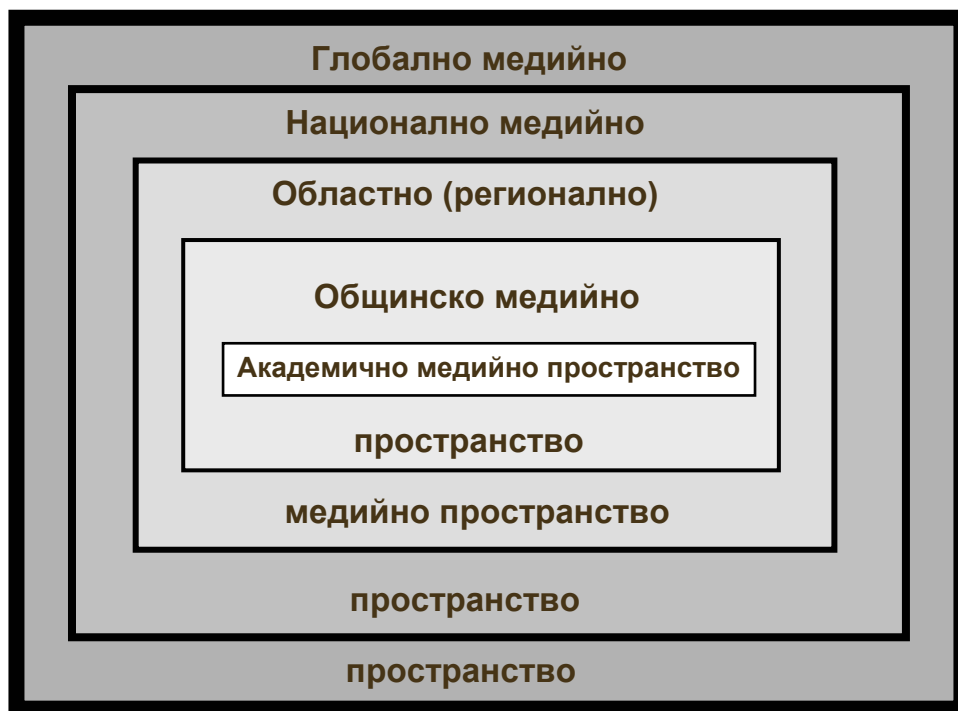 Глобално медийно
Национално медийно
Областно (регионално)
Общинско медийно
Академично медийно пространство
пространство
медийно пространство
пространство
пространство